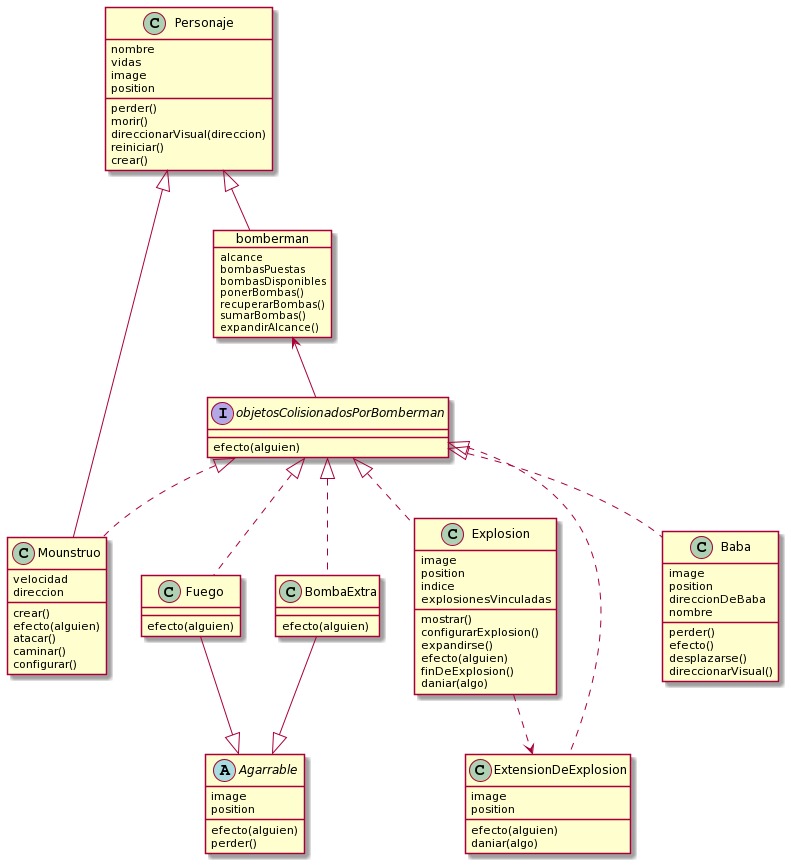 C Personaje
nombre
vidas
image
position
perder()
morir()
direccionarVisual(direccion)
reiniciar()
crear()
bomberman
alcance
bombasPuestas
bombasDisponibles
ponerBombas()
recuperarBombas()
sumarBombas()
expandirAlcance()
I objetosColisionadosPorBomberman
efecto(alguien)
C Mounstruo
velocidad
direccion
crear()
efecto(alguien)
atacar()
caminar()
configurar()
C Fuego
efecto(alguien)
C BombaExtra
efecto(alguien)
C Explosion
image
position
indice
explosionesVinculadas
mostrar()
configurarExplosion()
expandirse()
efecto(alguien)
finDeExplosion()
daniar(algo)
C Baba
image
position
direccionDeBaba
nombre
perder()
efecto()
desplazarse()
direccionarVisual()
A Agarrable
image
position
efecto(alguien)
perder()
C ExtensionDeExplosion
image
position
efecto(alguien)
daniar(algo)